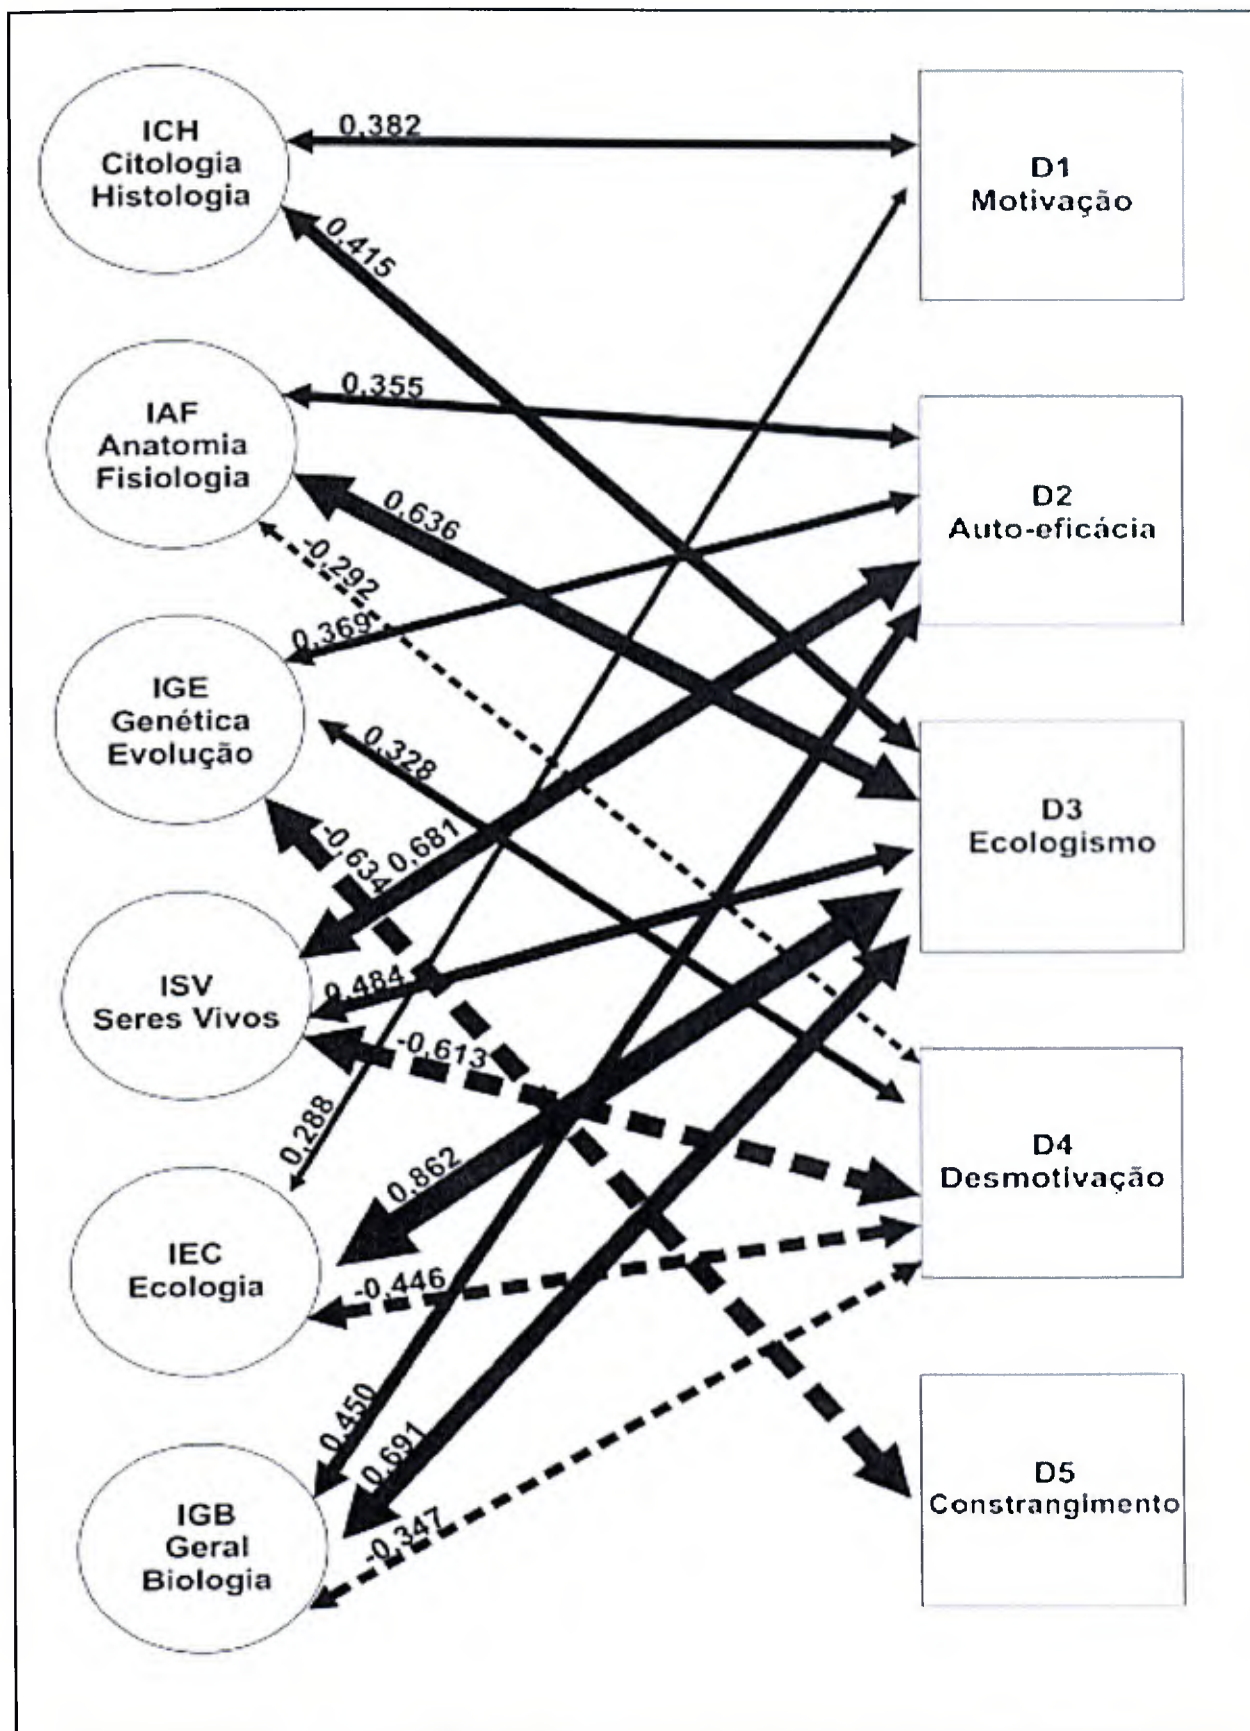 ICH
Citologia
Histologia
0,382
0,415
D1
Motivação
IAF
Anatomia
Fisiologia
0,355
0,636
-0,292
D2
Auto-eficácia
IGE
Genética
Evolução
0,369
0,328
-0,634
D3
Ecologismo
ISV
Seres Vivos
0,681
0,484
-0,613
D4
Desmotivação
IEC
Ecologia
0,288
0,862
-0,446
D5
Constrangimento
IGB
Geral
Biologia
0,450
0,691
-0,347